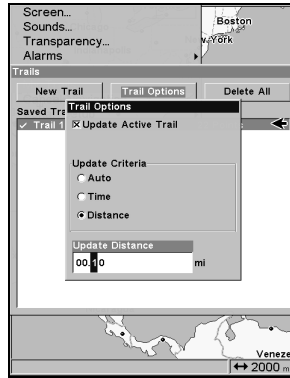 Screen...
Sounds...
Transparency...
Alarms
Boston
York
Trails
New Trail
Trail Options
Delete All
Trail Options
Saved Tra
Trail 1
Update Active Trail
Update Criteria
Auto
Time
Distance
Update Distance
00.10 mi
Veneze
2000 m